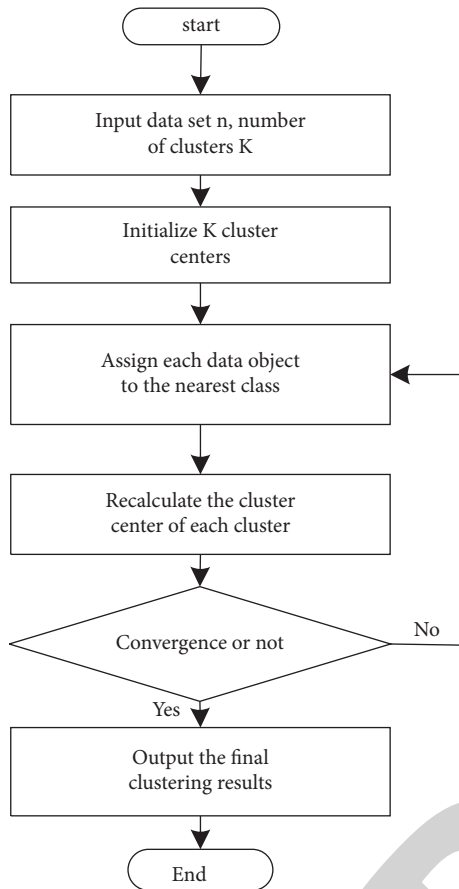 start
Input data set n, number
of clusters K
Initialize K cluster
centers
Assign each data object
to the nearest class
Recalculate the cluster
center of each cluster
Convergence or not
No
Yes
Output the final
clustering results
End